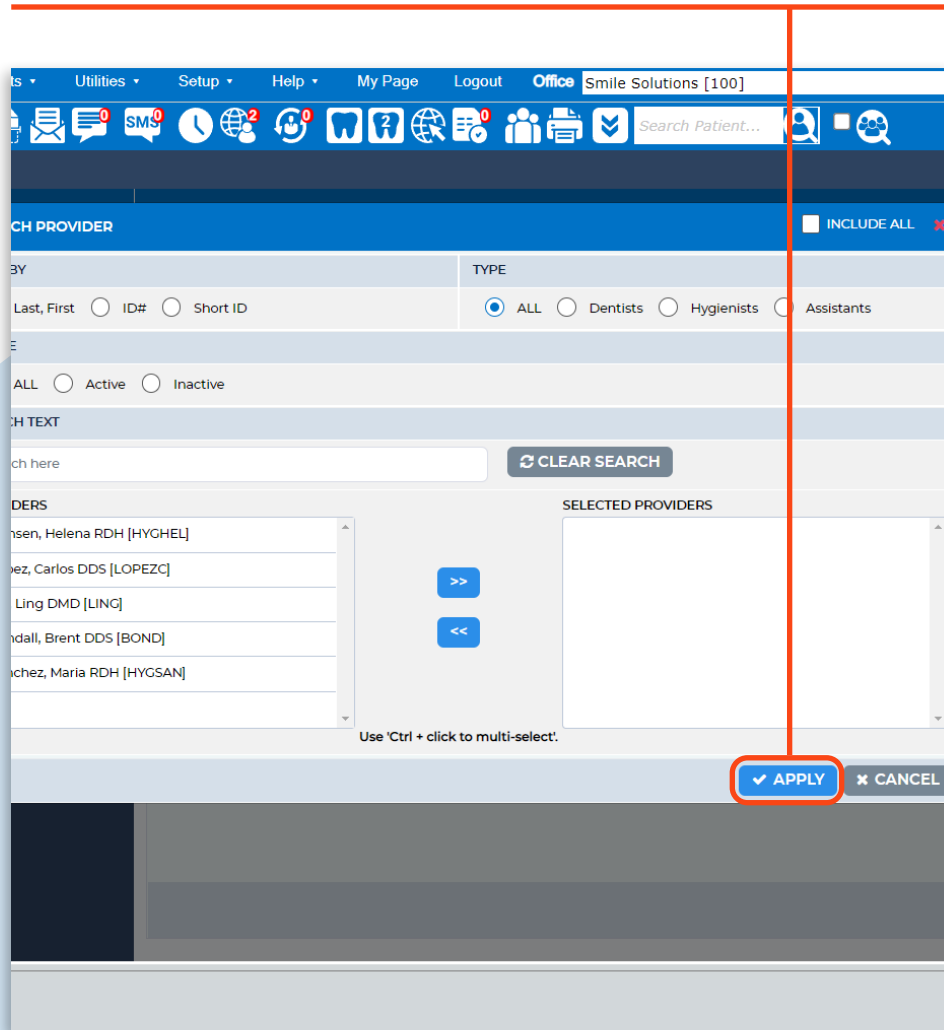 ts Utilities Setup Help My Page Logout Office Smile Solutions [100]
0 SMS 0 2 0 2 0 Search Patient...
CH PROVIDER INCLUDE ALL
BY TYPE
Last, First ID# Short ID ALL Dentists Hygienists Assistants
E
ALL Active Inactive
CH TEXT
ch here CLEAR SEARCH
DERS SELECTED PROVIDERS
nsen, Helena RDH [HYGHEL]
ez, Carlos DDS [LOPEZC]
>>
Ling DMD [LING]
<<
ndall, Brent DDS [BOND]
nchez, Maria RDH [HYGSAN]
Use 'Ctrl + click to multi-select'.
APPLY CANCEL